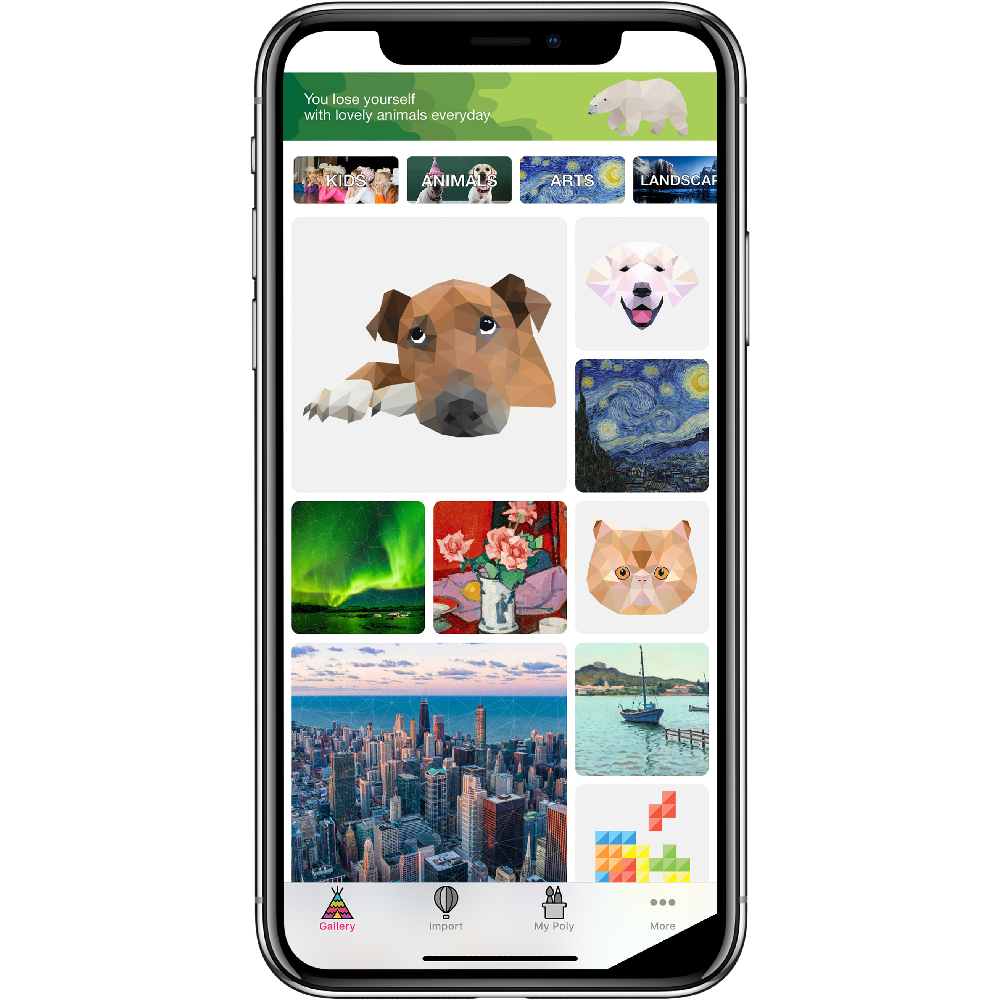 You lose yourself
with lovely animals everyday
KIDS
ANIMALS
ARTS
LANDSCAP
Gallery
Import
My Poly
More